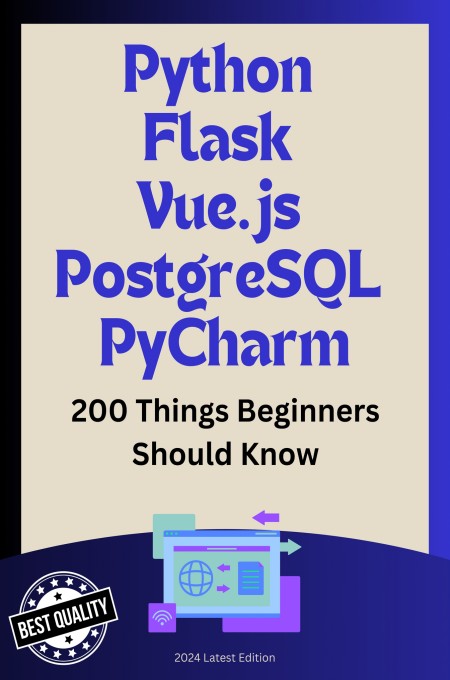 Python
Flask
Vue.js
PostgreSQL
PyCharm
200 Things Beginners
Should Know
BEST QUALITY
2024 Latest Edition